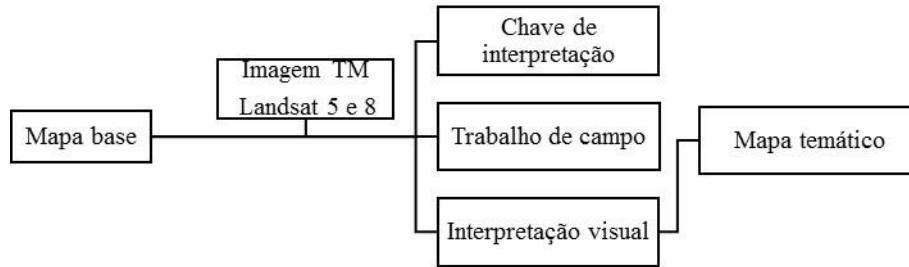 Chave de
interpretação
Imagem TM
Landsat 5 e 8
Mapa base
Trabalho de campo
Mapa temático
Interpretação visual